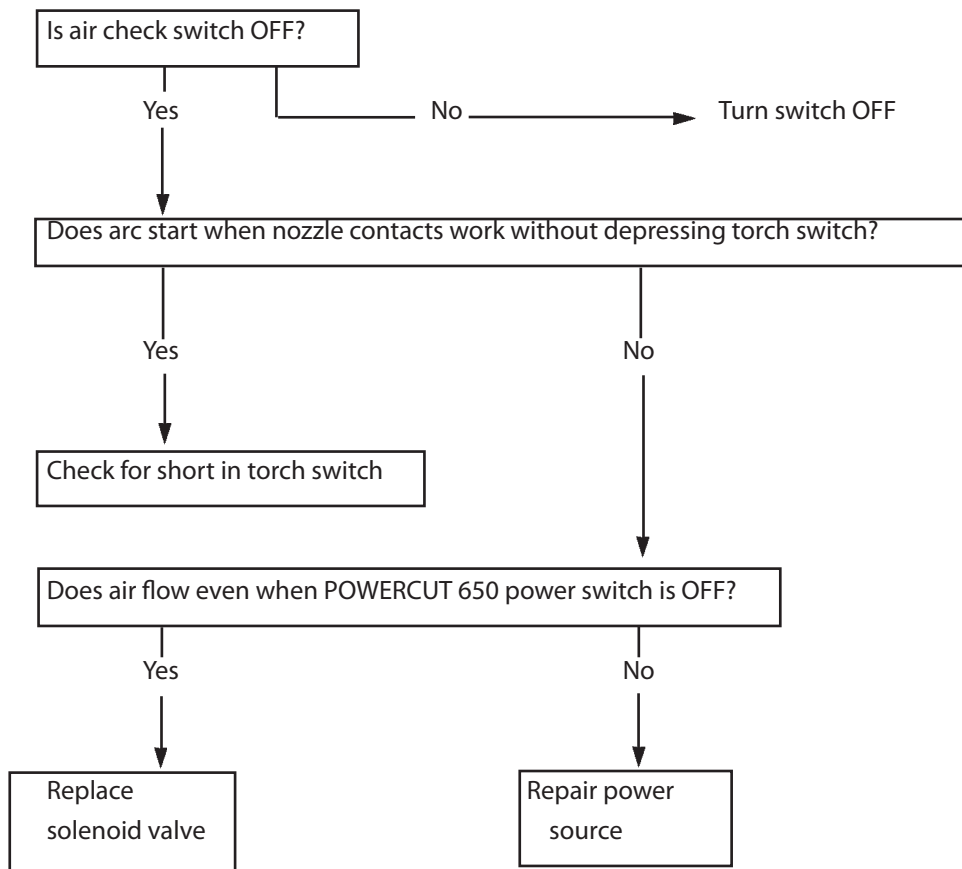 Is air check switch OFF?
Yes
No
Turn switch OFF
Does arc start when nozzle contacts work without depressing torch switch?
Yes
No
Check for short in torch switch
Does air flow even when POWERCUT 650 power switch is OFF?
Yes
No
Replace
solenoid valve
Repair power
source